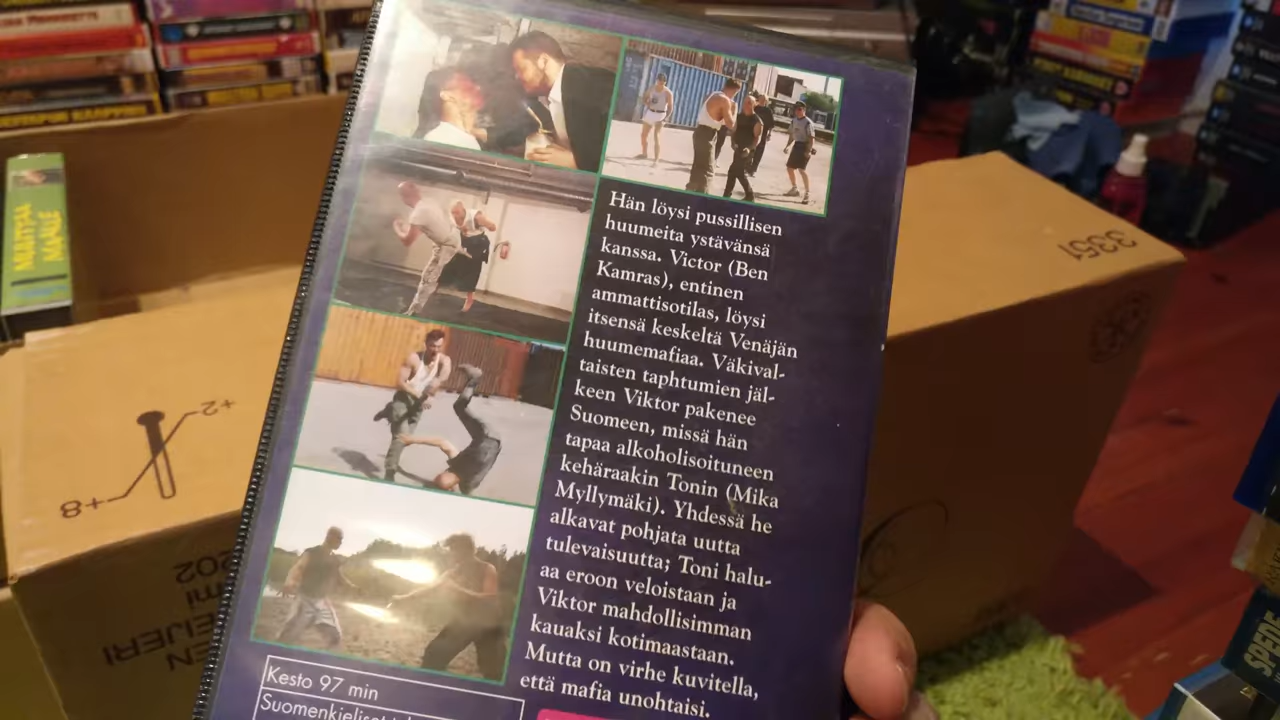 Hän löysi pussillisen
huumeita ystävänsä
kanssa. Victor (Ben
Kamras), entinen
ammattisotilas, löysi
itsensä keskeltä Venäjän
huumemafiaa. Väkival-
taisten taphtumien jäl-
keen Viktor pakenee
Suomeen, missä hän
tapaa alkoholisoituneen
kehäraakin Tonin (Mika
Myllymäki). Yhdessä he
alkavat pohjata uutta
tulevaisuutta; Toni halu-
aa eroon veloistaan ja
Viktor mahdollisimman
kauaksi kotimaastaan.
Mutta on virhe kuvitella,
että mafia unohtaisi.
Kesto 97 min
3351
+2
+8
202
SPEDE